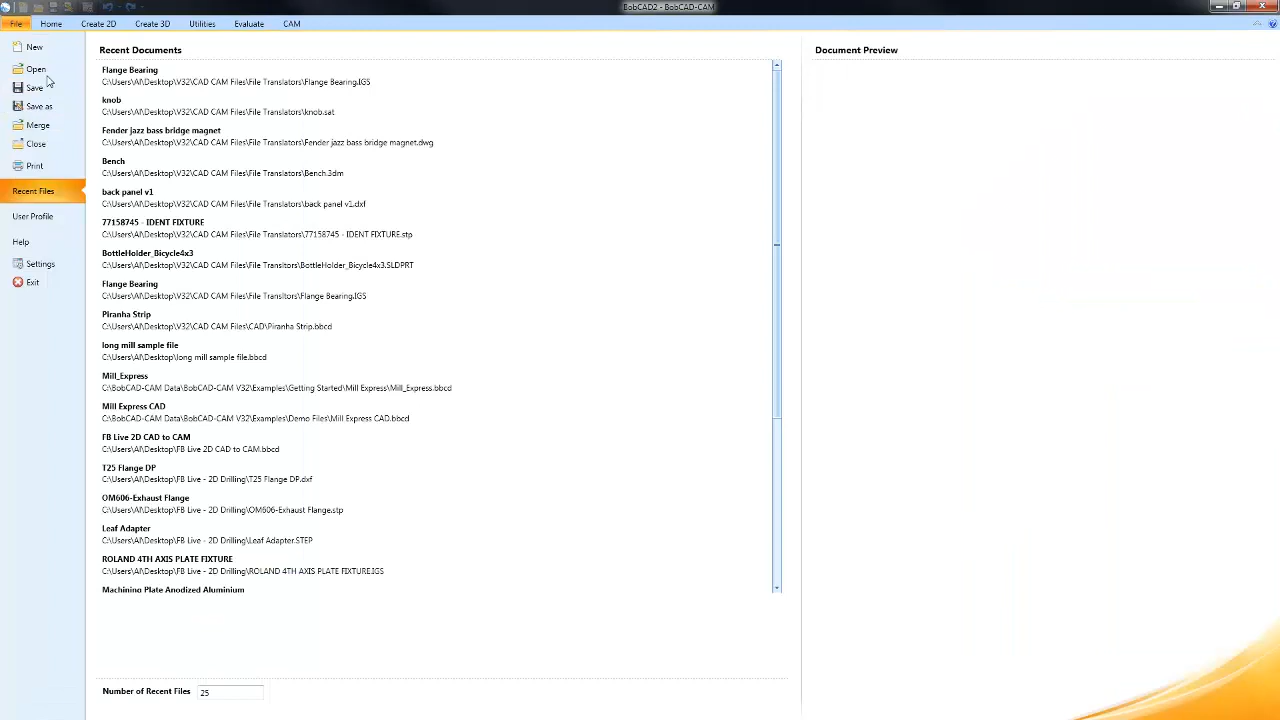 BobCAD2 - BobCAD-CAM
File Home Create 2D Create 3D Utilities Evaluate CAM
New
Open
Save
Save as
Merge
Close
Print
Recent Files
User Profile
Help
Settings
Exit
Recent Documents
Flange Bearing
C:\Users\Al\Desktop\V32\CAD CAM Files\File Translators\Flange Bearing.IGS
knob
C:\Users\Al\Desktop\V32\CAD CAM Files\File Translators\knob.sat
Fender jazz bass bridge magnet
C:\Users\Al\Desktop\V32\CAD CAM Files\File Translators\Fender jazz bass bridge magnet.dwg
Bench
C:\Users\Al\Desktop\V32\CAD CAM Files\File Translators\Bench.3dm
back panel v1
C:\Users\Al\Desktop\V32\CAD CAM Files\File Translators\back panel v1.dxf
77158745 - IDENT FIXTURE
C:\Users\Al\Desktop\V32\CAD CAM Files\File Translators\77158745 - IDENT FIXTURE.stp
BottleHolder_Bicycle4x3
C:\Users\Al\Desktop\V32\CAD CAM Files\File Transltors\BottleHolder_Bicycle4x3.SLDPRT
Flange Bearing
C:\Users\Al\Desktop\V32\CAD CAM Files\File Transltors\Flange Bearing.IGS
Piranha Strip
C:\Users\Al\Desktop\V32\CAD CAM Files\CAD\Piranha Strip.bbcd
long mill sample file
C:\Users\Al\Desktop\long mill sample file.bbcd
Mill_Express
C:\BobCAD-CAM Data\BobCAD-CAM V32\Examples\Getting Started\Mill Express\Mill_Express.bbcd
Mill Express CAD
C:\BobCAD-CAM Data\BobCAD-CAM V32\Examples\Demo Files\Mill Express CAD.bbcd
FB Live 2D CAD to CAM
C:\Users\Al\Desktop\FB Live 2D CAD to CAM.bbcd
T25 Flange DP
C:\Users\Al\Desktop\FB Live - 2D Drilling\T25 Flange DP.dxf
OM606-Exhaust Flange
C:\Users\Al\Desktop\FB Live - 2D Drilling\OM606-Exhaust Flange.stp
Leaf Adapter
C:\Users\Al\Desktop\FB Live - 2D Drilling\Leaf Adapter.STEP
ROLAND 4TH AXIS PLATE FIXTURE
C:\Users\Al\Desktop\FB Live - 2D Drilling\ROLAND 4TH AXIS PLATE FIXTURE.IGS
Machining Plate Anodized Aluminium
Number of Recent Files 25
Document Preview